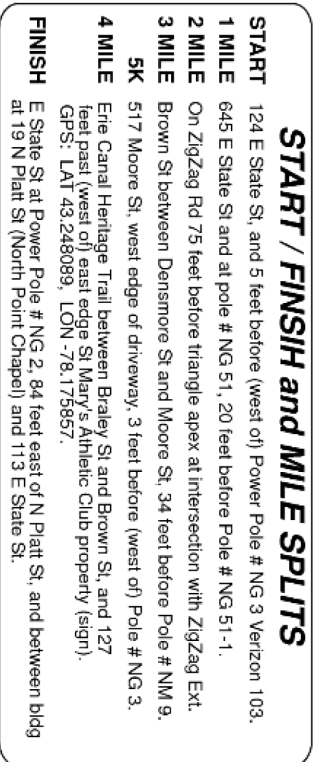 START / FINSIH and MILE SPLITS
START 124 E State St, and 5 feet before (west of) Power Pole # NG 3 Verizon 103.
1 MILE 645 E State St and at pole # NG 51, 20 feet before Pole # NG 51-1.
2 MILE On ZigZag Rd 75 feet before triangle apex at intersection with ZigZag Ext.
3 MILE Brown St between Densmore St and Moore St, 34 feet before Pole # NM 9.
5K 517 Moore St, west edge of driveway, 3 feet before (west of) Pole # NG 3.
4 MILE Erie Canal Heritage Trail between Braley St and Brown St, and 127
feet past (west of) east edge St Mary's Athletic Club property (sign).
GPS: LAT 43.248089, LON -78.175857.
FINISH E State St at Power Pole # NG 2, 84 feet east of N Platt St, and between bldg
at 19 N Platt St (North Point Chapel) and 113 E State St.